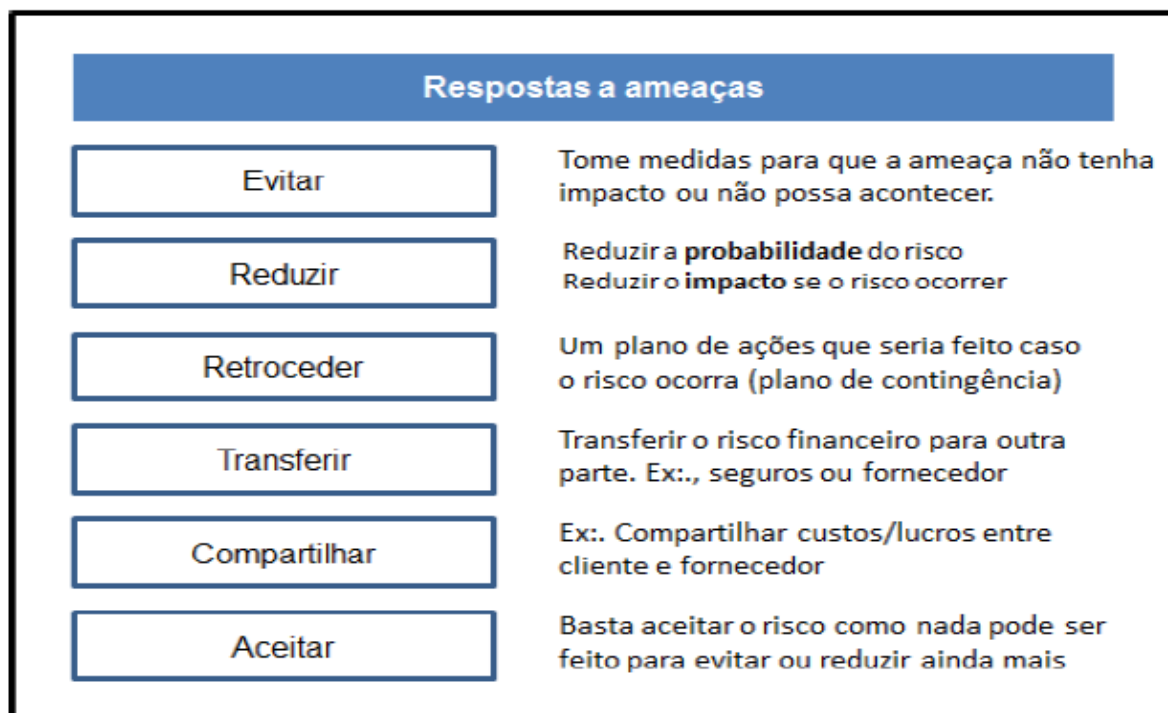 Respostas a ameaças
Evitar
Tome medidas para que a ameaça não tenha
impacto ou não possa acontecer.
Reduzir
Reduzir a probabilidade do risco
Reduzir o impacto se o risco ocorrer
Retroceder
Um plano de ações que seria feito caso
o risco ocorra (plano de contingência)
Transferir
Transferir o risco financeiro para outra
parte. Ex:., seguros ou fornecedor
Compartilhar
Ex:. Compartilhar custos/lucros entre
cliente e fornecedor
Aceitar
Basta aceitar o risco como nada pode ser
feito para evitar ou reduzir ainda mais